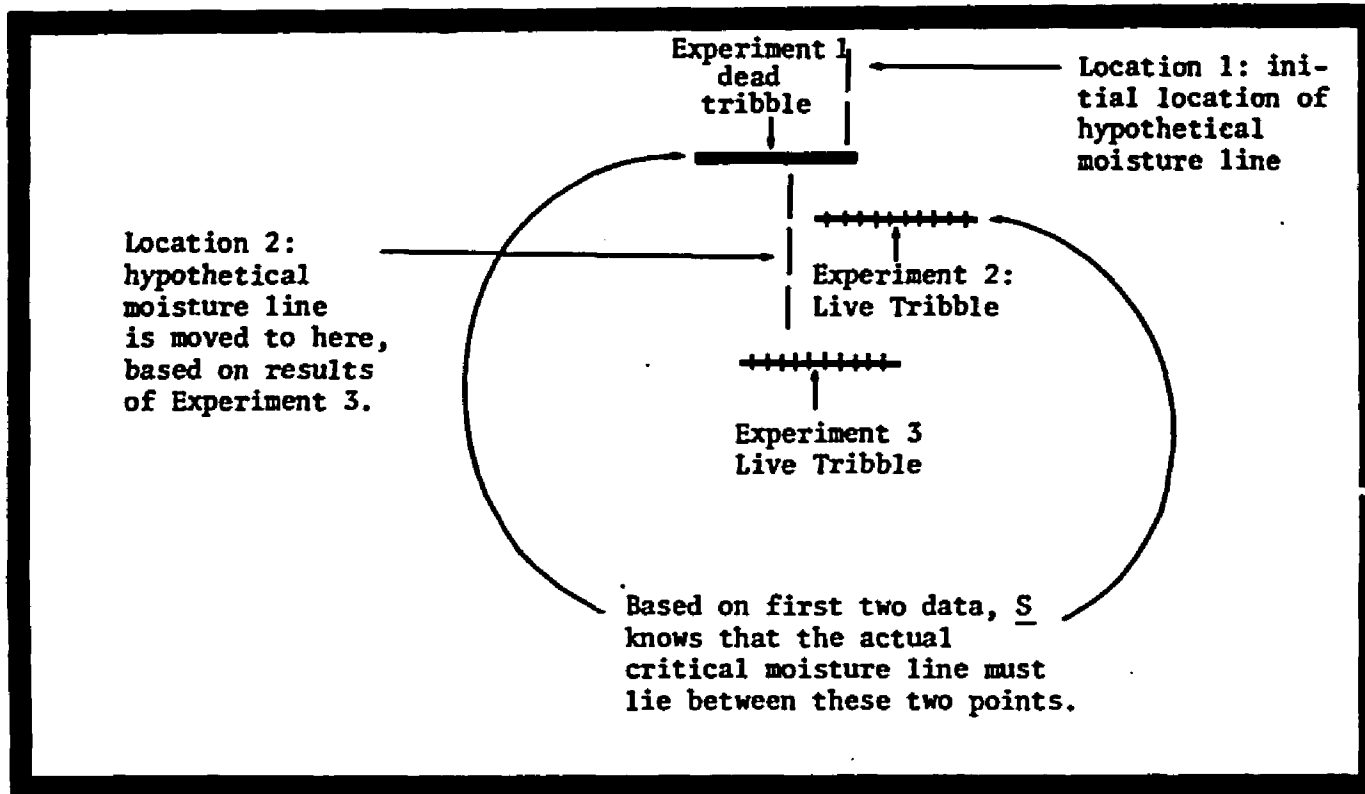 Experiment 1
dead
tribble
Location 1: ini-
tial location of
hypothetical
moisture line
Location 2:
hypothetical
moisture line
is moved to here,
based on results
of Experiment 3.
Experiment 2:
Live Tribble
Experiment 3
Live Tribble
Based on first two data, S
knows that the actual
critical moisture line must
lie between these two points.